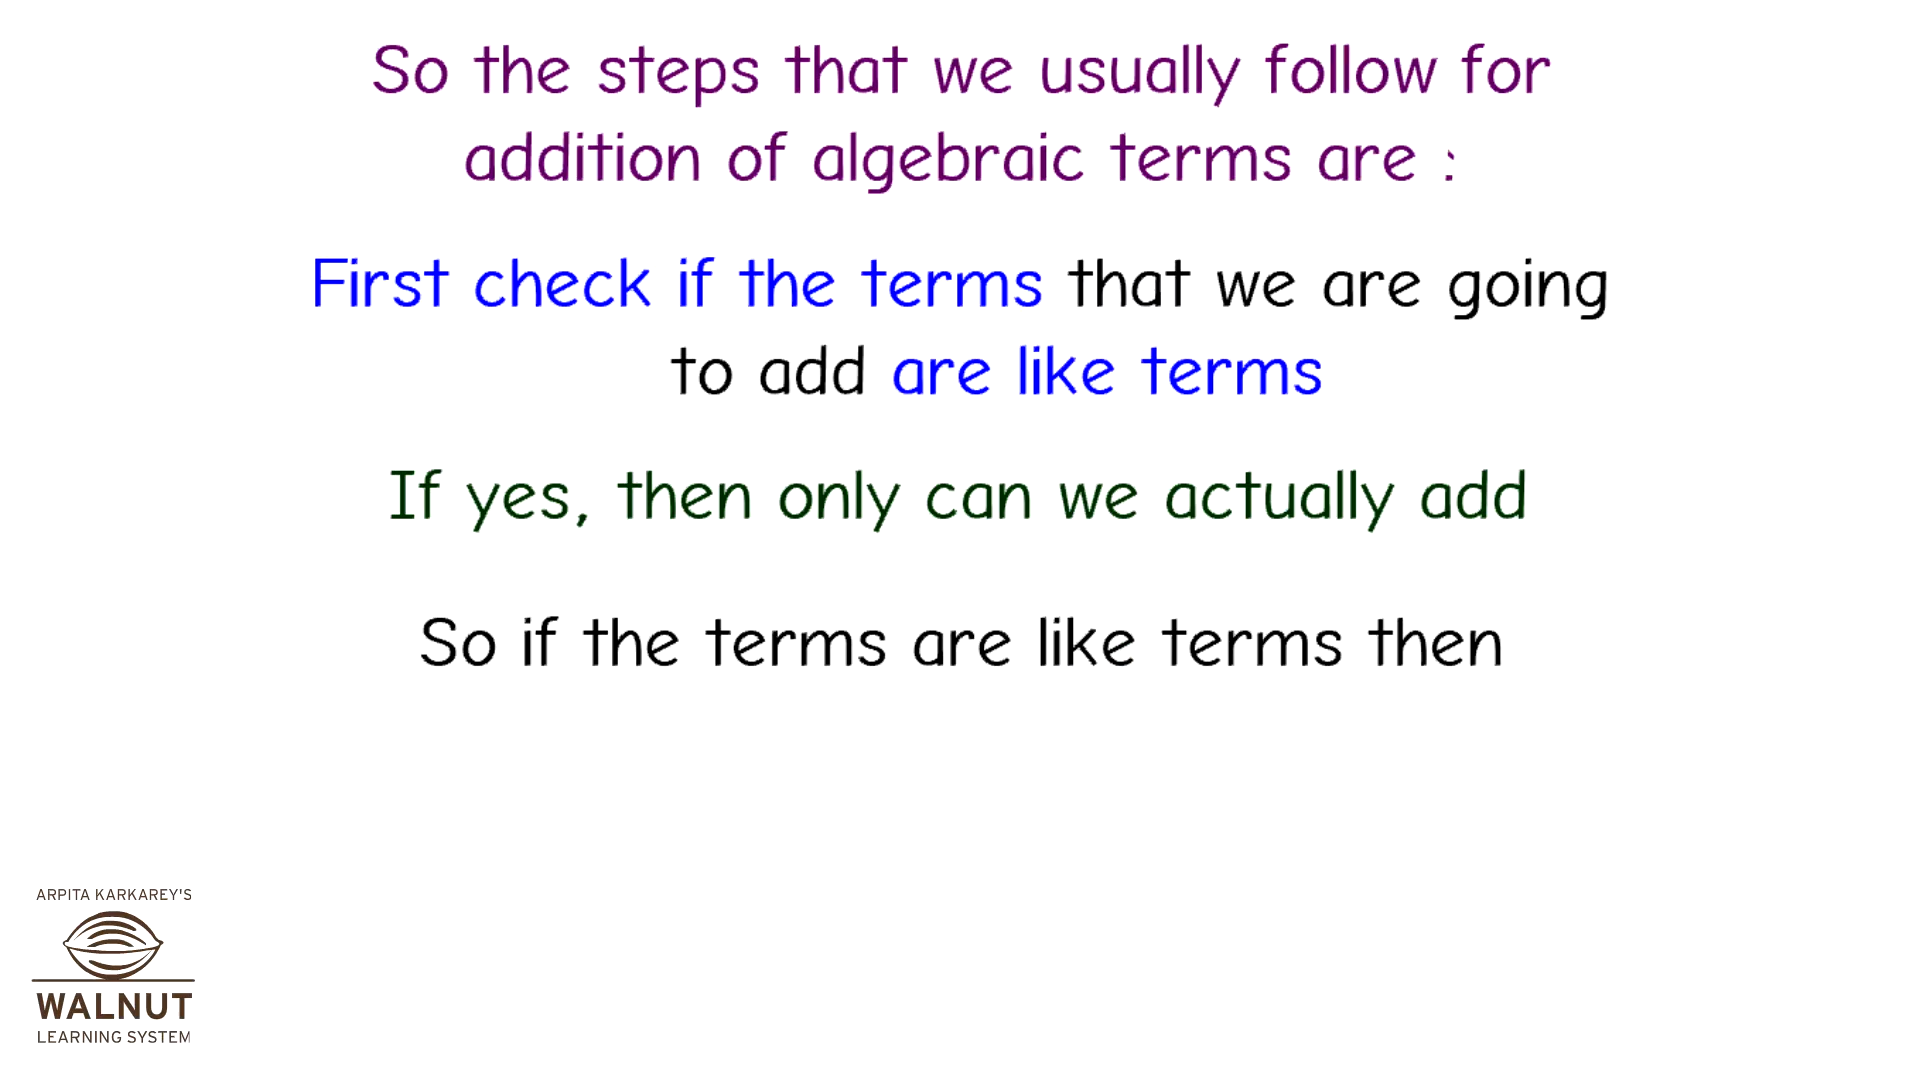 So the steps that we usually follow for
addition of algebraic terms are :
First check if the terms that we are going
to add are like terms
If yes, then only can we actually add
So if the terms are like terms then
ARPITA KARKAREY'S
WALNUT
LEARNING SYSTEM